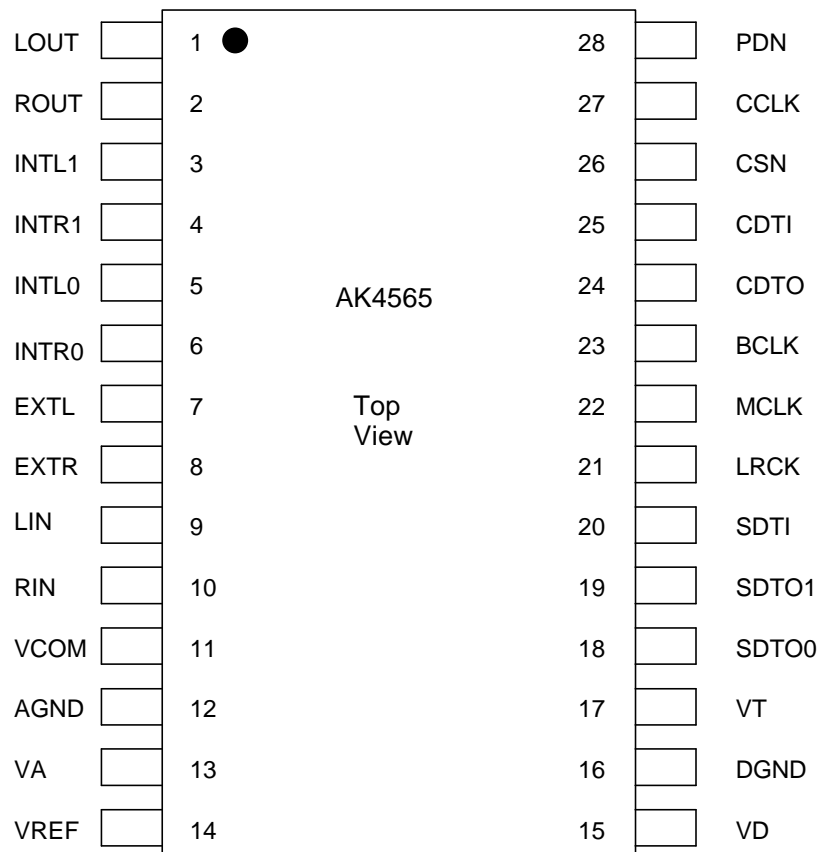 LOUT 1 28 PDN
ROUT 2 27 CCLK
INTL1 3 26 CSN
INTR1 4 25 CDTI
INTL0 5 AK4565 24 CDTO
INTR0 6 23 BCLK
EXTL 7 Top 22 MCLK
View
EXTR 8 21 LRCK
LIN 9 20 SDTI
RIN 10 19 SDTO1
VCOM 11 18 SDTO0
AGND 12 17 VT
VA 13 16 DGND
VREF 14 15 VD